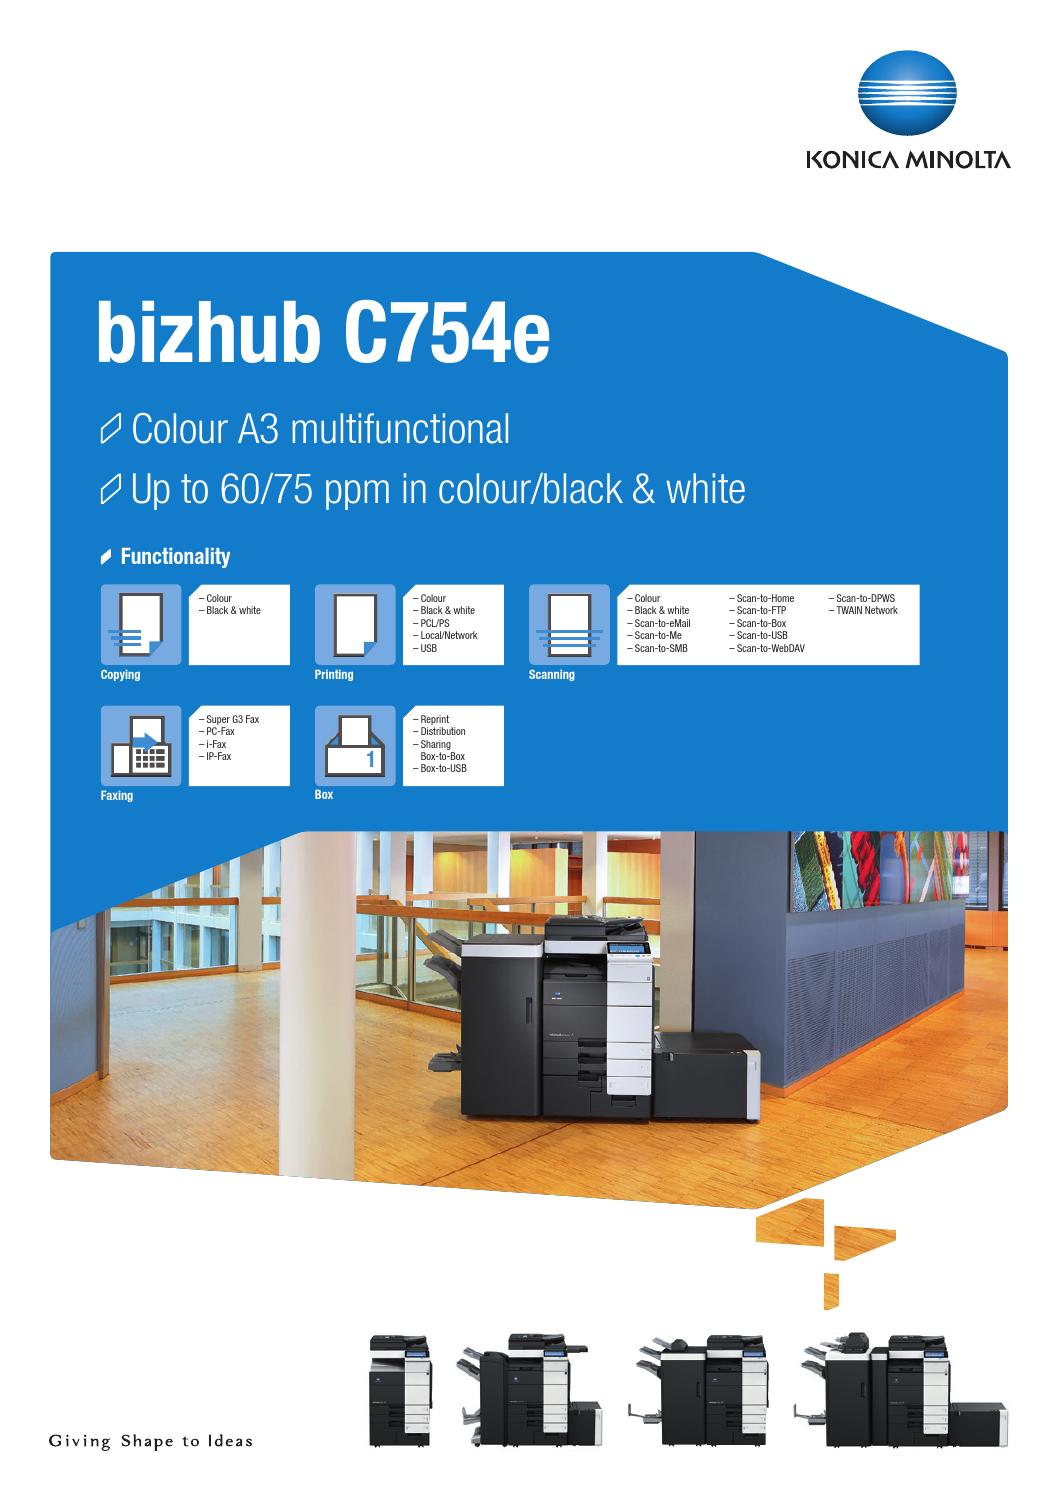 KONICA MINOLTA
bizhub C754e
Colour A3 multifunctional
Up to 60/75 ppm in colour/black & white
Functionality
– Colour
– Black & white
Copying
– Colour
– Black & white
– PCL/PS
– Local/Network
– USB
Printing
– Colour
– Black & white
– Scan-to-eMail
– Scan-to-Me
– Scan-to-SMB
– Scan-to-Home
– Scan-to-FTP
– Scan-to-Box
– Scan-to-USB
– Scan-to-WebDAV
– Scan-to-DPWS
– TWAIN Network
Scanning
– Super G3 Fax
– PC-Fax
– i-Fax
– IP-Fax
Faxing
1
– Reprint
– Distribution
– Sharing
Box-to-Box
– Box-to-USB
Box
Giving Shape to Ideas